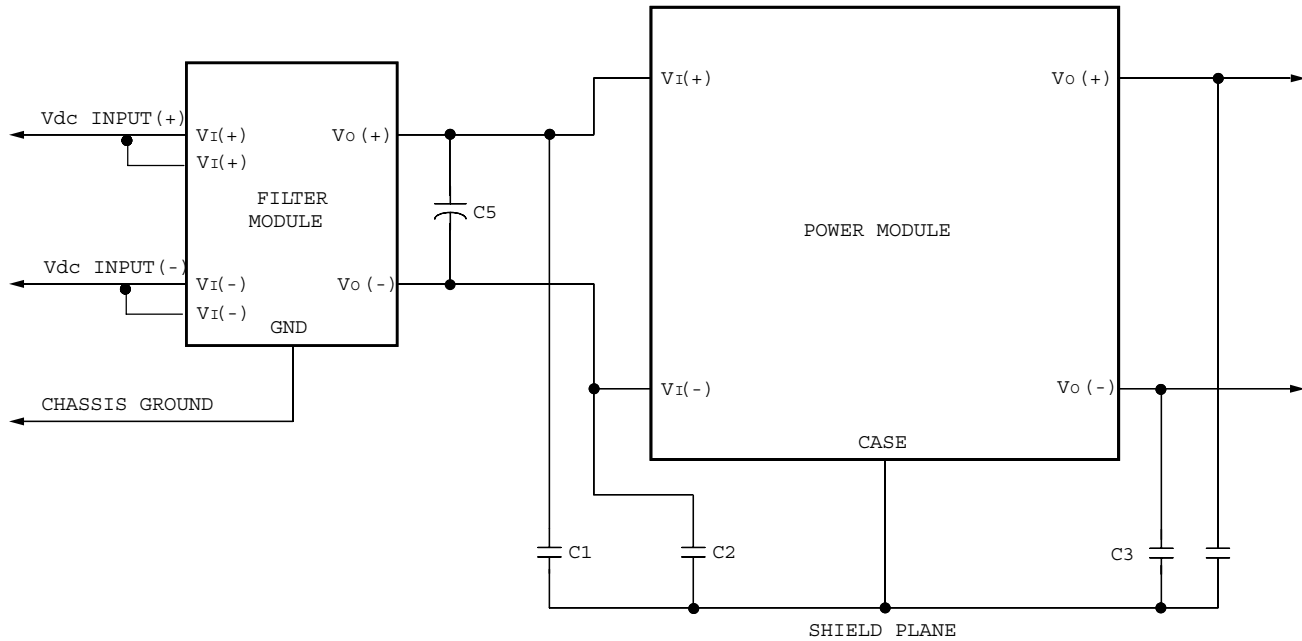 Vdc INPUT(+)
VI(+)
VI(+)
VO(+)
FILTER
MODULE
Vdc INPUT(-)
VI(-)
VI(-)
VO(-)
GND
CHASSIS GROUND
C5
VI(+)
VO(+)
POWER MODULE
VI(-)
VO(-)
CASE
C1
C2
C3
SHIELD PLANE